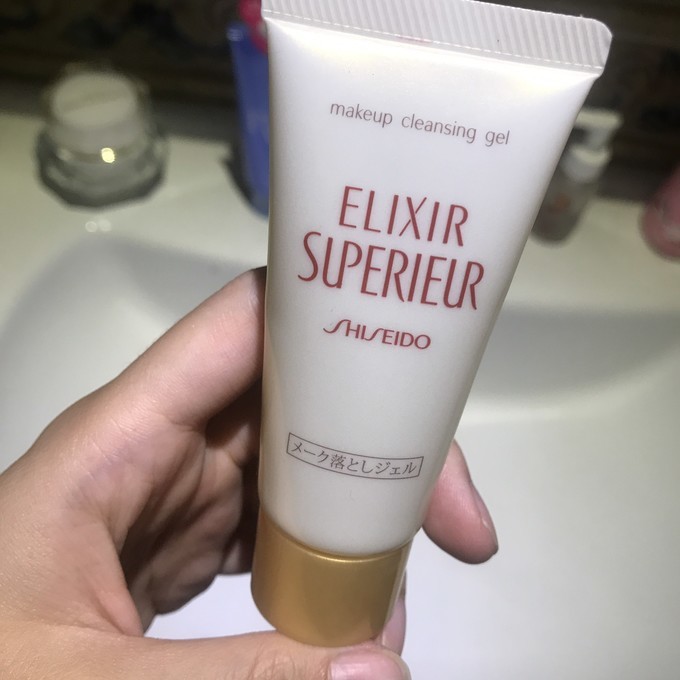 makeup cleansing gel
ELIXIR
SUPERIEUR
SHISEIDO
メーク落としジェル